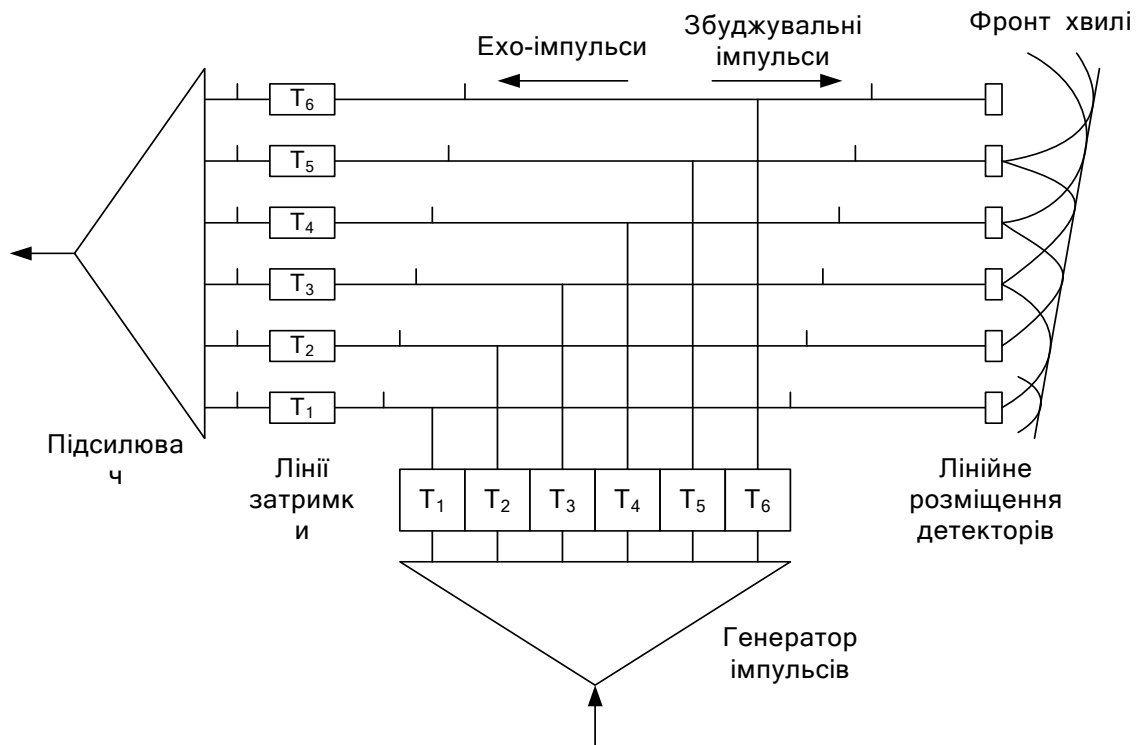 Фронт хвилі
Збуджувальні
імпульси
Ехо-імпульси
T6
T5
T4
T3
T2
T1
Підсилюва
ч
Лінії
затримк
и
T1 T2 T3 T4 T5 T6
Лінійне
розміщення
детекторів
Генератор
імпульсів